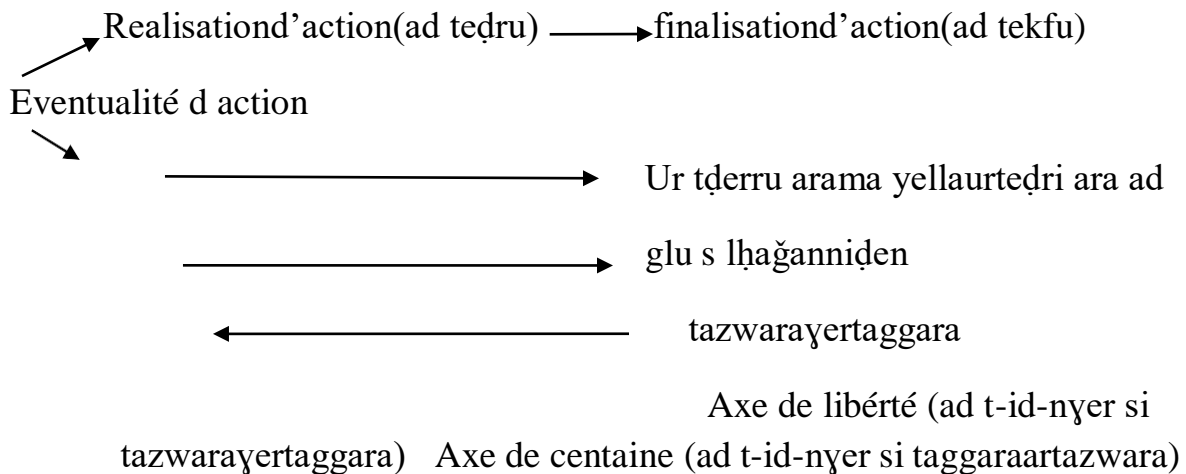 Realisationd’action(ad teḍru) finalisationd’action(ad tekfu)
Eventualité d action
Ur tḍerru arama yellaurteḍri ara ad
glu s lḥaǧanniḍen
tazwaraɣertaggara
Axe de libérté (ad t-id-nɣer si
tazwaraɣertaggara) Axe de centaine (ad t-id-nɣer si taggaraartazwara)